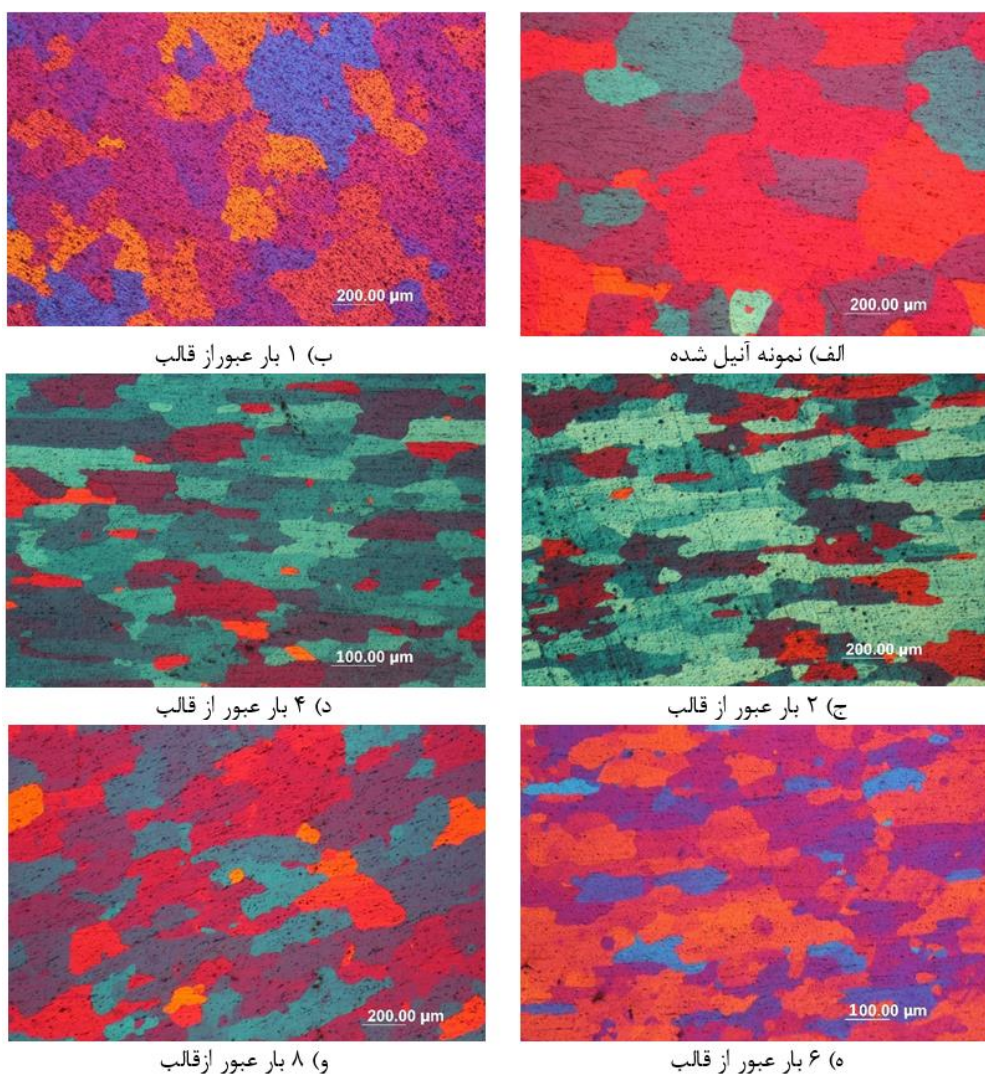 200.00 µm
200.00 µm
الف) نمونه آنیل شده
ب) ۱ بار عبوراز قالب
200.00 µm
100.00 µm
ج) ۲ بار عبور از قالب
د) ۴ بار عبور از قالب
100.00 µm
200.00 µm
ه) ۶ بار عبور از قالب
و) ۸ بار عبور ازقالب